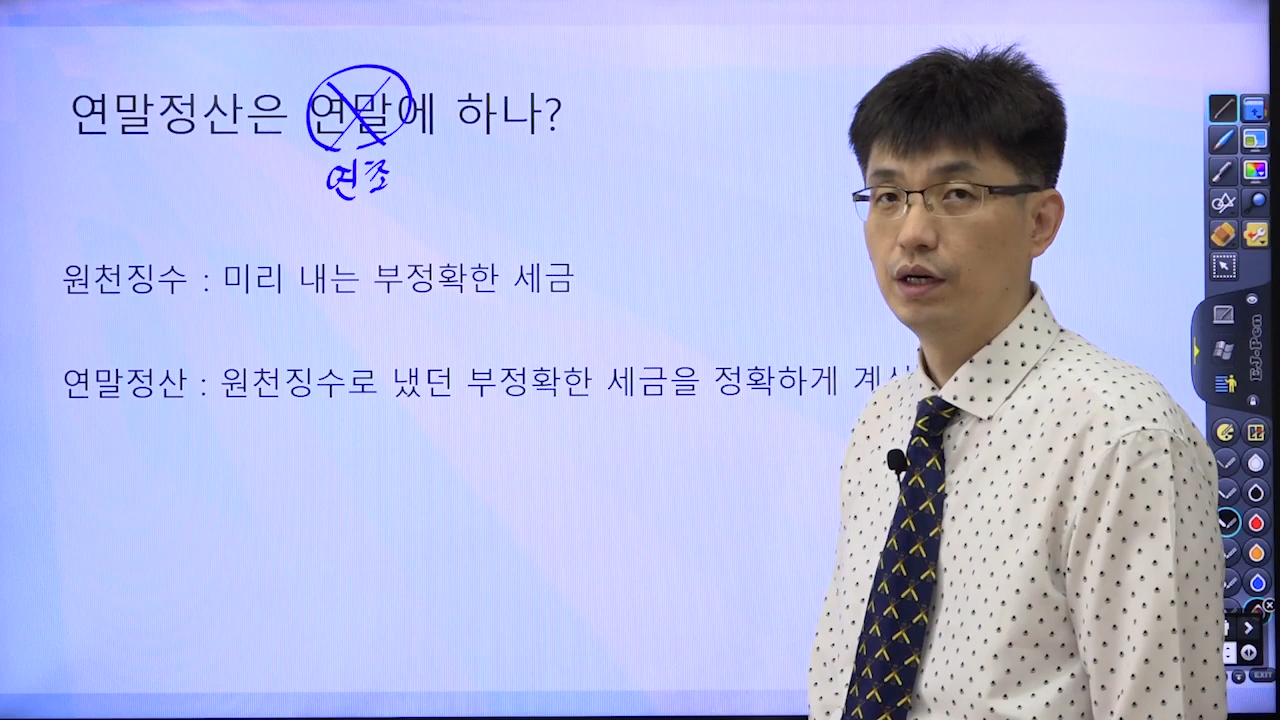 연말정산은 연말에 하나?
연초
원천징수 : 미리 내는 부정확한 세금
연말정산 : 원천징수로 냈던 부정확한 세금을 정확하게
E.J-Pen
EXIT